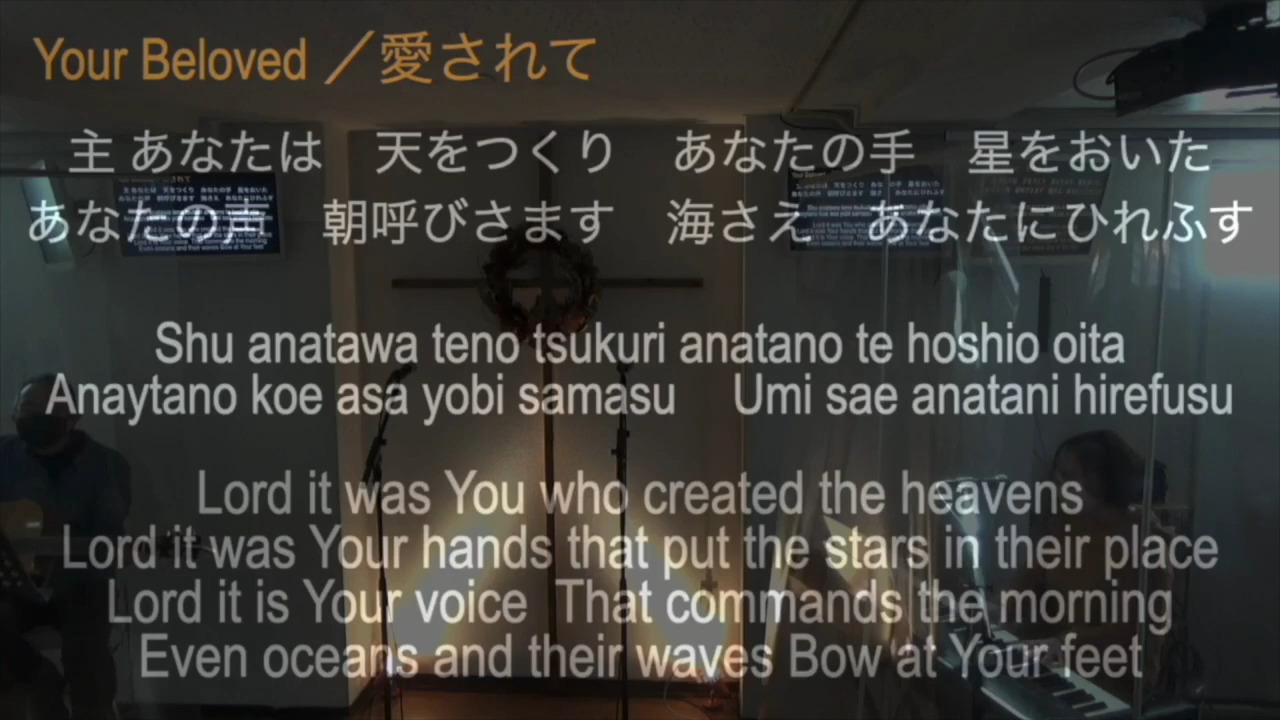 Your Beloved ／愛されて
主 あなたは　天をつくり　あなたの手　星をおいた
あなたの声　朝呼びさます　海さえ　あなたにひれふす
Shu anatawa teno tsukuri anatano te hoshio oita
Anaytano koe asa yobi samasu　Umi sae anatani hirefusu
Lord it was You who created the heavens
Lord it was Your hands that put the stars in their place
Lord it is Your voice  That commands the morning
Even oceans and their waves Bow at Your feet